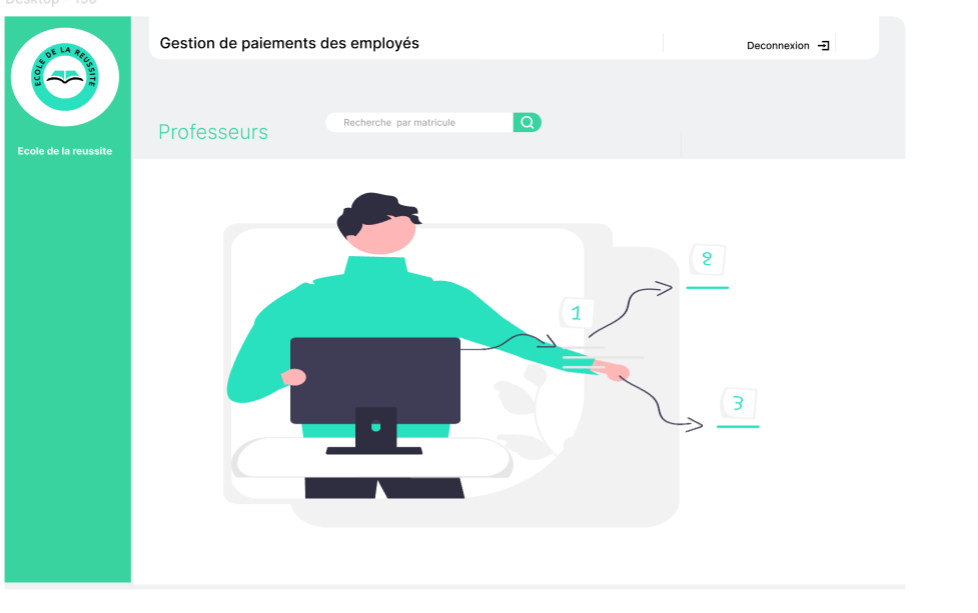 Desktop - 130
Gestion de paiements des employés
Deconnexion
ECOLE DE LA REUSSITE
Professeurs
Recherche par matricule
Ecole de la reussite
2
1
3